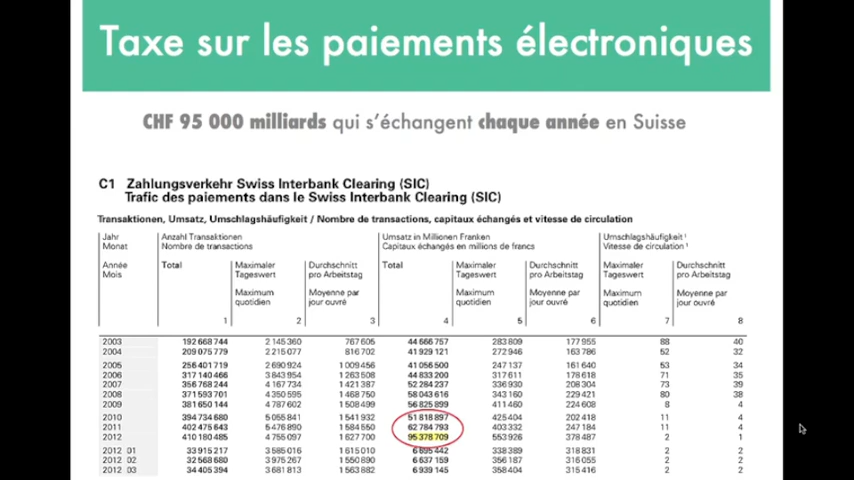 Taxe sur les paiements électroniques
CHF 95 000 milliards qui s'échangent chaque année en Suisse
C1 Zahlungsverkehr Swiss Interbank Clearing (SIC)
Trafic des paiements dans le Swiss Interbank Clearing (SIC)
Transaktionen, Umsatz, Umschlagshäufigkeit / Nombre de transactions, capitaux échangés et vitesse de circulation
Jahr Anzahl Transaktionen Umsatz in Millionen Franken Umschlagshäufigkeit ¹
Monat Nombre de transactions Capitaux échangés en millions de francs Vitesse de circulation ¹
Année Total Maximaler Durchschnitt Total Maximaler Durchschnitt Maximaler Durchschnitt
Mois Tageswert pro Arbeitstag Tageswert pro Arbeitstag Tageswert pro Arbeitstag
Maximum Moyenne par Maximum Moyenne par Maximum Moyenne par
quotidien jour ouvré quotidien jour ouvré quotidien jour ouvré
1 2 3 4 5 6 7 8
2003 192 668 744 2 145 360 767 605 44 666 757 283 809 177 955 88 40
2004 209 075 779 2 215 077 816 702 41 929 121 272 946 163 786 52 32
2005 256 401 719 2 690 924 1 009 456 41 056 500 247 137 161 640 53 34
2006 317 140 466 3 843 954 1 263 508 44 833 200 317 611 178 618 71 35
2007 356 768 244 4 167 734 1 421 387 52 284 237 336 930 208 304 73 39
2008 371 593 701 4 350 595 1 468 750 58 043 616 343 160 229 421 80 38
2009 381 650 144 4 787 602 1 508 499 56 825 899 411 460 224 608 8 4
2010 394 734 680 5 055 841 1 541 932 51 818 897 425 404 202 418 11 4
2011 402 475 643 5 476 890 1 584 550 62 784 793 403 332 247 184 11 4
2012 410 180 485 4 755 097 1 627 700 95 378 709 553 926 378 487 2 1
2012 01 33 915 217 3 585 016 1 615 010 6 695 442 338 389 318 831 2 2
2012 02 32 568 680 3 975 267 1 550 890 6 637 159 356 187 316 055 2 2
2012 03 34 405 394 3 681 813 1 563 882 6 939 145 358 404 315 416 2 2